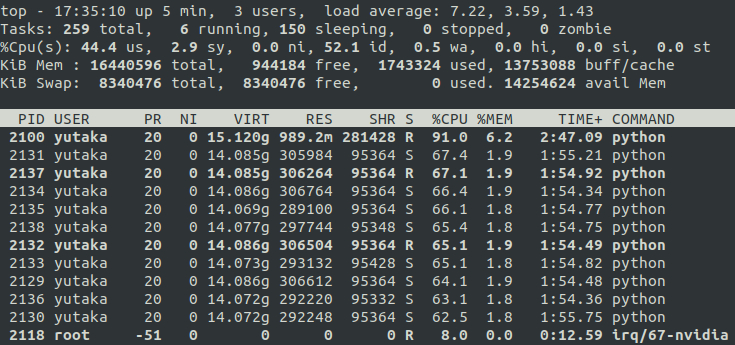 top - 17:35:10 up 5 min,  3 users,  load average: 7.22, 3.59, 1.43
Tasks: 259 total,   6 running, 150 sleeping,   0 stopped,   0 zombie
%Cpu(s): 44.4 us,  2.9 sy,  0.0 ni, 52.1 id,  0.5 wa,  0.0 hi,  0.0 si,  0.0 st
KiB Mem : 16440596 total,   944184 free,  1743324 used, 13753088 buff/cache
KiB Swap:  8340476 total,  8340476 free,        0 used. 14254624 avail Mem
PID USER      PR  NI    VIRT    RES    SHR S  %CPU %MEM     TIME+ COMMAND
2100 yutaka    20   0 15.120g 989.2m 281428 R  91.0  6.2   2:47.09 python
2131 yutaka    20   0 14.085g 305984  95364 S  67.4  1.9   1:55.21 python
2137 yutaka    20   0 14.085g 306264  95364 R  67.1  1.9   1:54.92 python
2134 yutaka    20   0 14.086g 306764  95364 S  66.4  1.9   1:54.34 python
2135 yutaka    20   0 14.069g 289100  95364 S  66.1  1.8   1:54.77 python
2138 yutaka    20   0 14.077g 297744  95348 S  65.4  1.8   1:54.75 python
2132 yutaka    20   0 14.086g 306504  95364 R  65.1  1.9   1:54.49 python
2133 yutaka    20   0 14.073g 293132  95428 S  65.1  1.8   1:54.82 python
2129 yutaka    20   0 14.086g 306612  95364 S  64.1  1.9   1:54.48 python
2136 yutaka    20   0 14.072g 292220  95332 S  63.1  1.8   1:54.36 python
2130 yutaka    20   0 14.072g 292248  95364 S  62.5  1.8   1:55.75 python
2118 root     -51   0       0      0      0 R   8.0  0.0   0:12.59 irq/67-nvidia